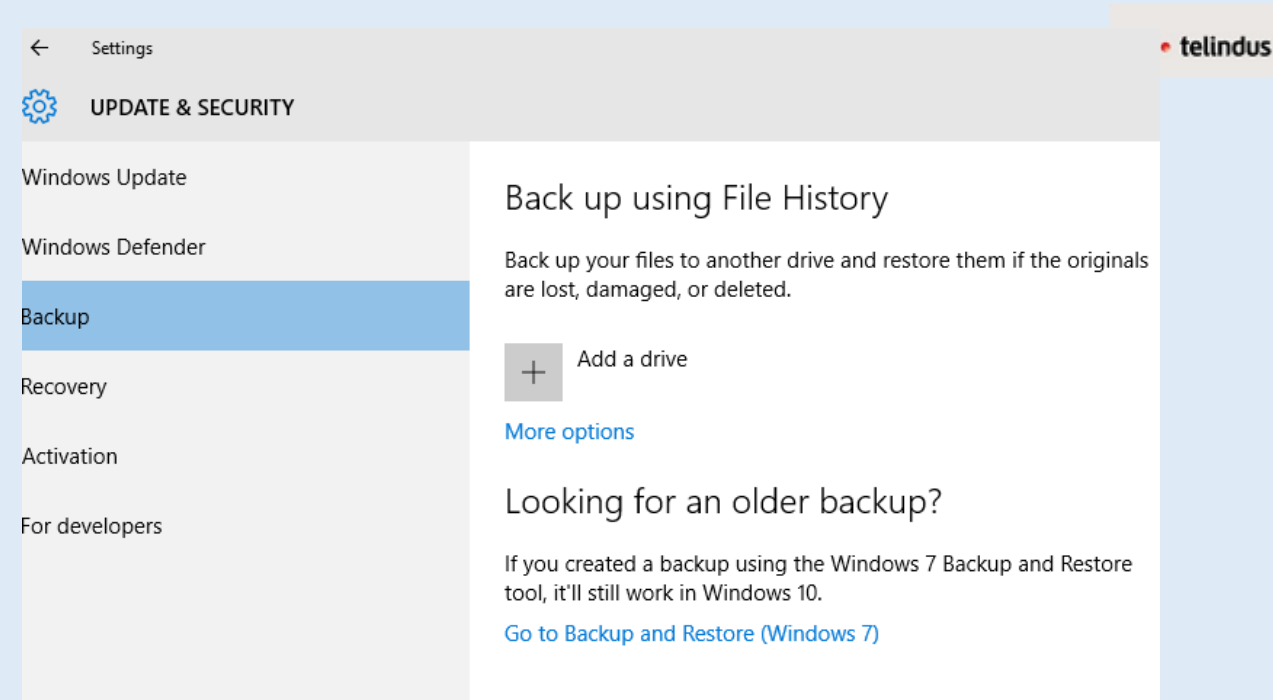 Settings
telindus
UPDATE & SECURITY
Windows Update
Windows Defender
Backup
Recovery
Activation
For developers
Back up using File History
Back up your files to another drive and restore them if the originals
are lost, damaged, or deleted.
Add a drive
More options
Looking for an older backup?
If you created a backup using the Windows 7 Backup and Restore
tool, it'll still work in Windows 10.
Go to Backup and Restore (Windows 7)